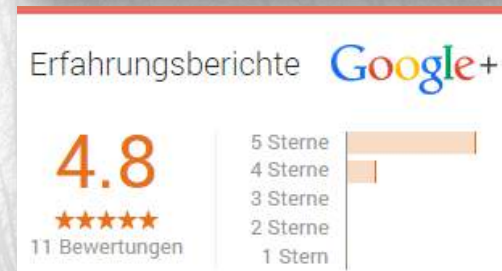 Erfahrungsberichte Google+
4.8
11 Bewertungen
5 Sterne
4 Sterne
3 Sterne
2 Sterne
1 Stern